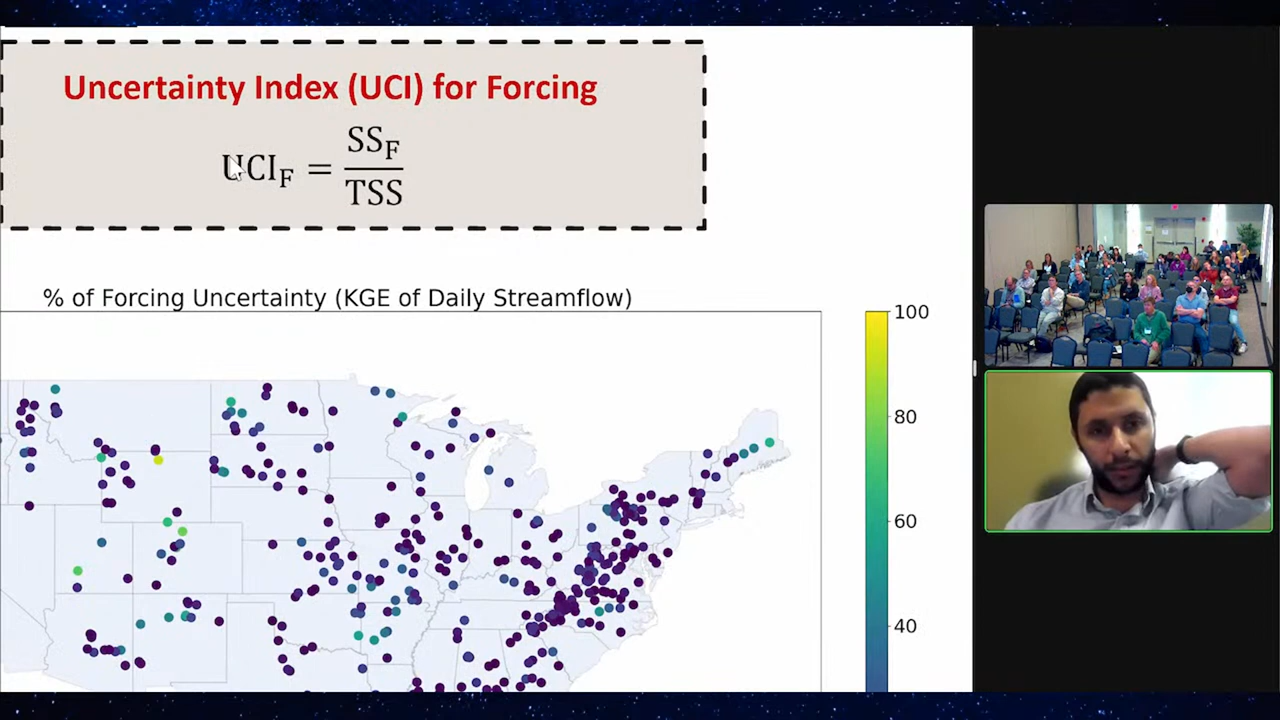 Uncertainty Index (UCI) for Forcing
UCI_F = SS_F / TSS
% of Forcing Uncertainty (KGE of Daily Streamflow)
100
80
60
40